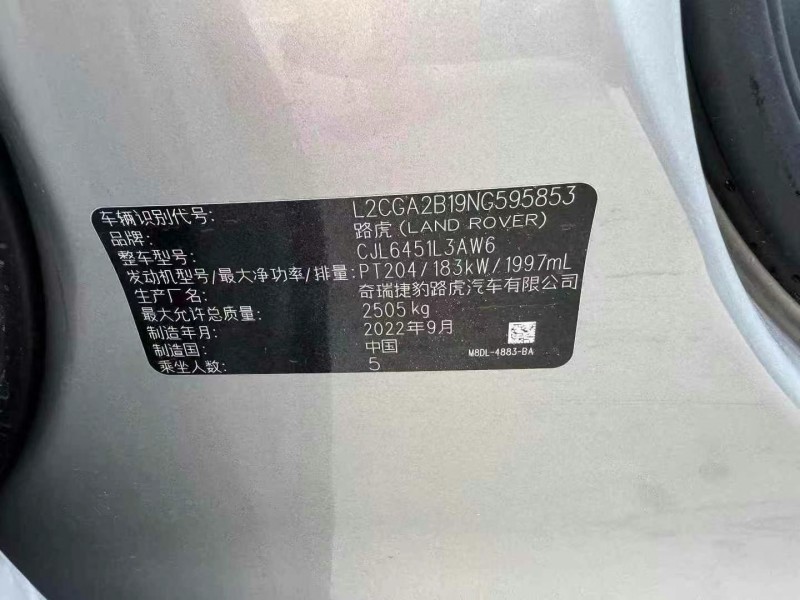 车辆识别代号: L2CGA2B19NG595853
品牌: 路虎 (LAND ROVER)
整车型号: CJL6451L3AW6
发动机型号/最大净功率/排量: PT204/183kW/1997mL
生产厂名: 奇瑞捷豹路虎汽车有限公司
最大允许总质量: 2505kg
制造年月: 2022年9月
制造国: 中国
乘坐人数: 5
M8DL-4883-BA